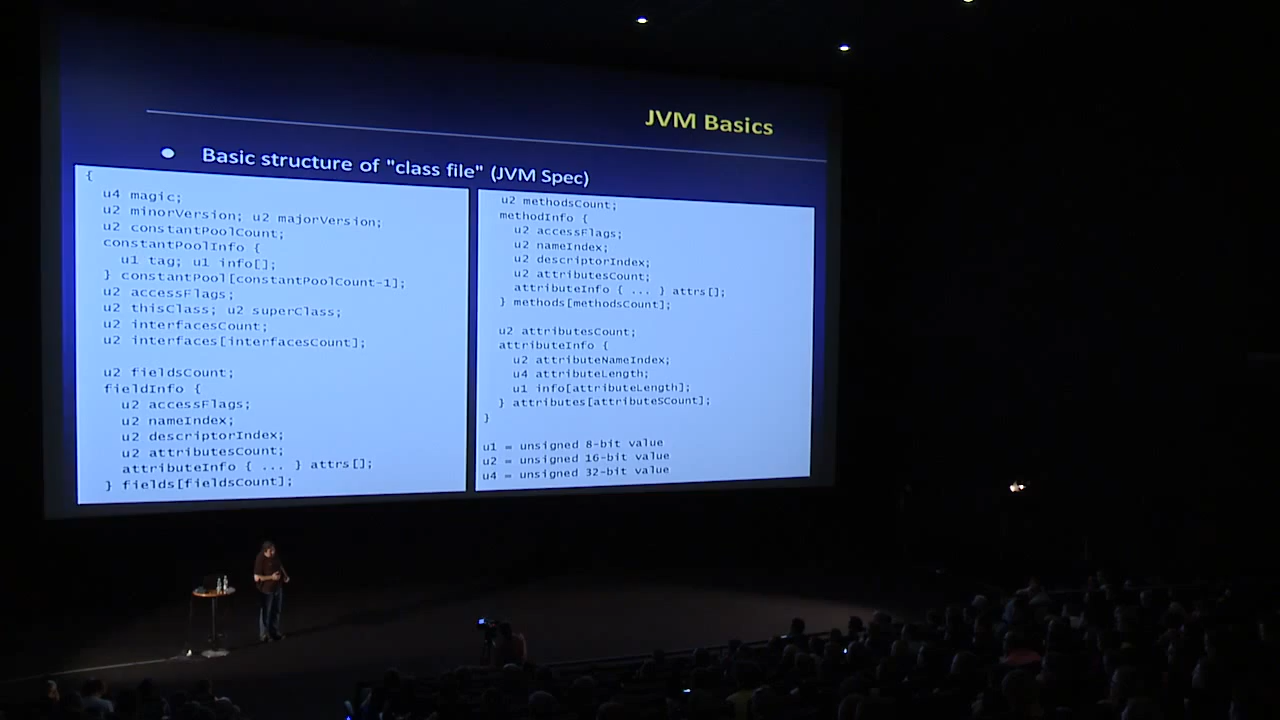 JVM Basics
● Basic structure of "class file" (JVM Spec)
{
u4 magic;
u2 minorVersion; u2 majorVersion;
u2 constantPoolCount;
constantPoolInfo {
u1 tag; u1 info[];
} constantPool[constantPoolCount-1];
u2 accessFlags;
u2 thisClass; u2 superClass;
u2 interfacesCount;
u2 interfaces[interfacesCount];
u2 fieldsCount;
fieldInfo {
u2 accessFlags;
u2 nameIndex;
u2 descriptorIndex;
u2 attributesCount;
attributeInfo { ... } attrs[];
} fields[fieldsCount];
u2 methodsCount;
methodInfo {
u2 accessFlags;
u2 nameIndex;
u2 descriptorIndex;
u2 attributesCount;
attributeInfo { ... } attrs[];
} methods[methodsCount];
u2 attributesCount;
attributeInfo {
u2 attributeNameIndex;
u4 attributeLength;
u1 info[attributeLength];
} attributes[attributeSCount];
}
u1 = unsigned 8-bit value
u2 = unsigned 16-bit value
u4 = unsigned 32-bit value